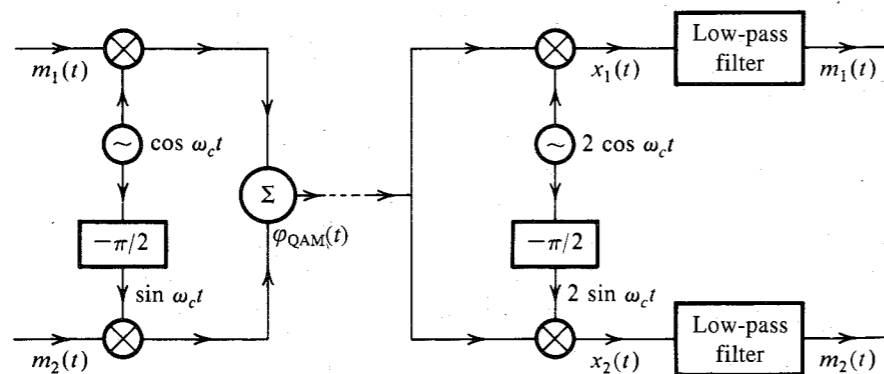 m₁(t)
cos ω_c t
−π/2
sin ω_c t
m₂(t)
Σ
φ_QAM(t)
x₁(t)
Low-pass
filter
m₁(t)
2 cos ω_c t
−π/2
2 sin ω_c t
x₂(t)
Low-pass
filter
m₂(t)